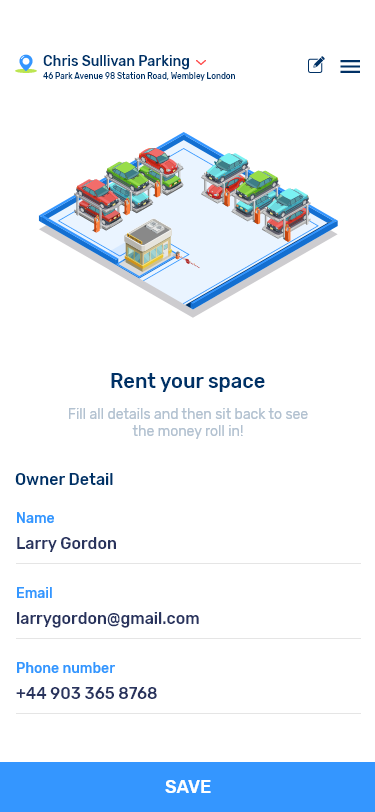 Chris Sullivan Parking
46 Park Avenue 98 Station Road, Wembley London
Rent your space
Fill all details and then sit back to see
the money roll in!
Owner Detail
Name
Larry Gordon
Email
larrygordon@gmail.com
Phone number
+44 903 365 8768
SAVE